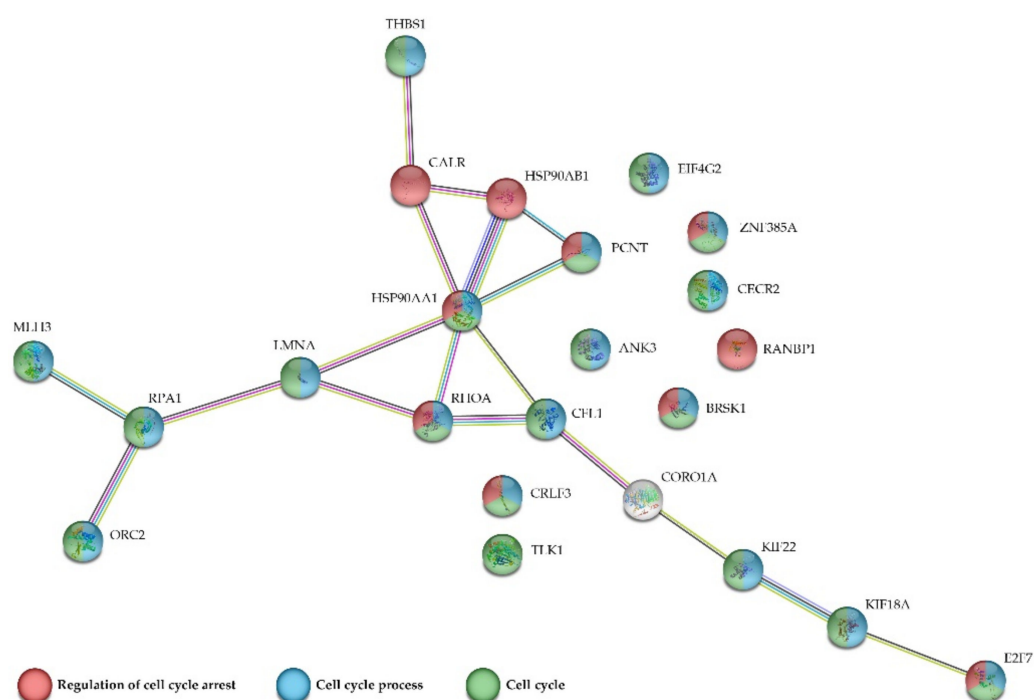 THBS1
CALR
HSP90AB1
EIF4G2
ZNF385A
PCNT
CECR2
HSP90AA1
MLH3
LMNA
ANK3
RANBP1
RPA1
RHOA
CFL1
BRSK1
CORO1A
CRLF3
ORC2
TLK1
KIF22
KIF18A
E2F7
Regulation of cell cycle arrest
Cell cycle process
Cell cycle